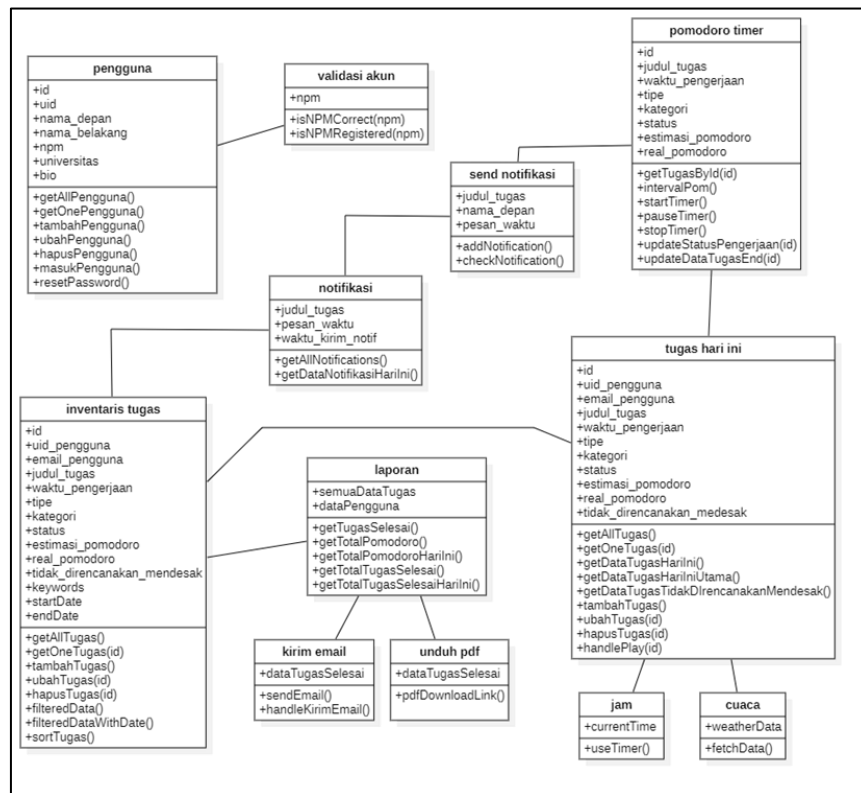 pengguna
+id
+uid
+nama_depan
+nama_belakang
+npm
+universitas
+bio
+getAllPengguna()
+getOnePengguna()
+tambahPengguna()
+ubahPengguna()
+hapusPengguna()
+masukPengguna()
+resetPassword()
validasi akun
+npm
+isNPMCorrect(npm)
+isNPMRegistered(npm)
pomodoro timer
+id
+judul_tugas
+waktu_pengerjaan
+tipe
+kategori
+status
+estimasi_pomodoro
+real_pomodoro
+getTugasById(id)
+intervalPom()
+startTimer()
+pauseTimer()
+stopTimer()
+updateStatusPengerjaan(id)
+updateDataTugasEnd(id)
send notifikasi
+judul_tugas
+nama_depan
+pesan_waktu
+addNotification()
+checkNotification()
notifikasi
+judul_tugas
+pesan_waktu
+waktu_kirim_notif
+getAllNotifications()
+getDataNotifikasiHariIni()
inventaris tugas
+id
+uid_pengguna
+email_pengguna
+judul_tugas
+waktu_pengerjaan
+tipe
+kategori
+status
+estimasi_pomodoro
+real_pomodoro
+tidak_direncanakan_mendesak
+keywords
+startDate
+endDate
+getAllTugas()
+getOneTugas(id)
+tambahTugas()
+ubahTugas(id)
+hapusTugas(id)
+filteredData()
+filteredDataWithDate()
+sortTugas()
laporan
+semuaDataTugas
+dataPengguna
+getTugasSelesai()
+getTotalPomodoro()
+getTotalPomodoroHariIni()
+getTotalTugasSelesai()
+getTotalTugasSelesaiHariIni()
kirim email
+dataTugasSelesai
+sendEmail()
+handleKirimEmail()
unduh pdf
+dataTugasSelesai
+pdfDownloadLink()
tugas hari ini
+id
+uid_pengguna
+email_pengguna
+judul_tugas
+waktu_pengerjaan
+tipe
+kategori
+status
+estimasi_pomodoro
+real_pomodoro
+tidak_direncanakan_medesak
+getAllTugas()
+getOneTugas(id)
+getDataTugasHariIni()
+getDataTugasHariIniUtama()
+getDataTugasTidakDIrencanakanMendesak()
+tambahTugas()
+ubahTugas(id)
+hapusTugas(id)
+handlePlay(id)
jam
+currentTime
+useTimer()
cuaca
+weatherData
+fetchData()